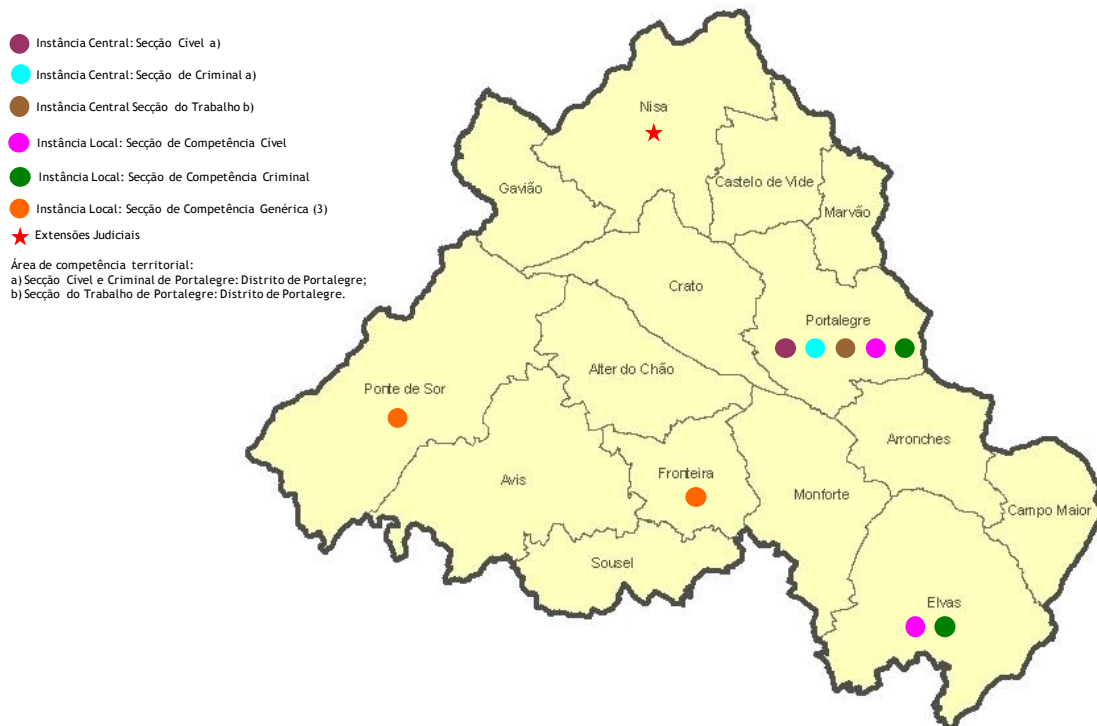 Instância Central: Secção Cível a)
Instância Central: Secção de Criminal a)
Instância Central Secção do Trabalho b)
Instância Local: Secção de Competência Cível
Instância Local: Secção de Competência Criminal
Instância Local: Secção de Competência Genérica (3)
Extensões Judiciais
Área de competência territorial:
a) Secção Cível e Criminal de Portalegre: Distrito de Portalegre;
b) Secção do Trabalho de Portalegre: Distrito de Portalegre.
Nisa
Gavião
Castelo de Vide
Marvão
Crato
Portalegre
Alter do Chão
Ponte de Sor
Arronches
Fronteira
Avis
Monforte
Campo Maior
Sousel
Elvas